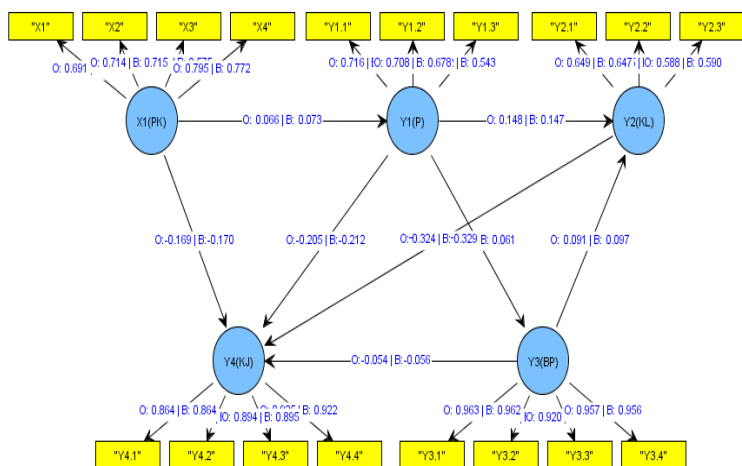 "X1" "X2" "X3" "X4" "Y1.1" "Y1.2" "Y1.3" "Y2.1" "Y2.2" "Y2.3"
O: 0.691 O: 0.714 | B: 0.715 O: 0.795 | B: 0.772 O: 0.716 O: 0.708 | B: 0.678 B: 0.543 O: 0.649 | B: 0.647 O: 0.588 | B: 0.590
X1(PK) O: 0.066 | B: 0.073 Y1(P) O: 0.148 | B: 0.147 Y2(KL)
O:-0.169 | B:-0.170 O:-0.205 | B:-0.212 O:-0.324 | B:-0.329 B: 0.061 O: 0.091 | B: 0.097
Y4(KJ) O:-0.054 | B:-0.056 Y3(BP)
O: 0.864 | B: 0.864 O: 0.894 | B: 0.895 B: 0.922 O: 0.963 | B: 0.962 0.920 O: 0.957 | B: 0.956
"Y4.1" "Y4.2" "Y4.3" "Y4.4" "Y3.1" "Y3.2" "Y3.3" "Y3.4"